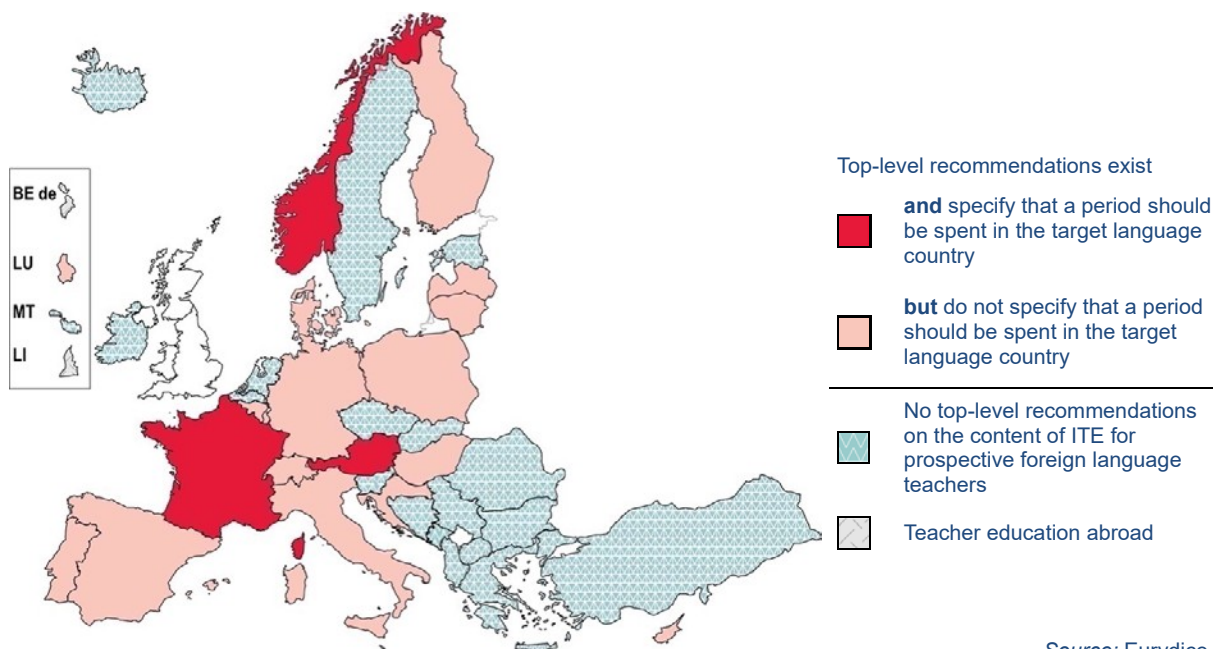 BE de
LU
MT
LI
Top-level recommendations exist
and specify that a period should
be spent in the target language
country
but do not specify that a period
should be spent in the target
language country
No top-level recommendations
on the content of ITE for
prospective foreign language
teachers
Teacher education abroad
Source: Eurydice